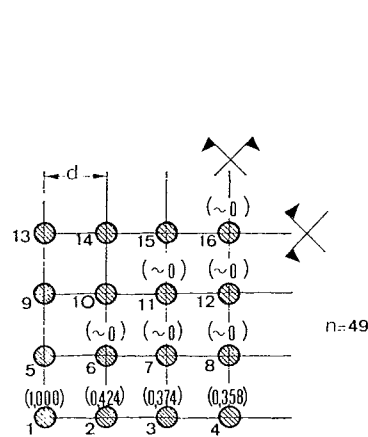 d
(~0)
13 14 15 16
(~0) (~0)
9 10 11 12
n=49
(~0) (~0) (~0)
5 6 7 8
(1,000) (0,424) (0,374) (0,358)
1 2 3 4